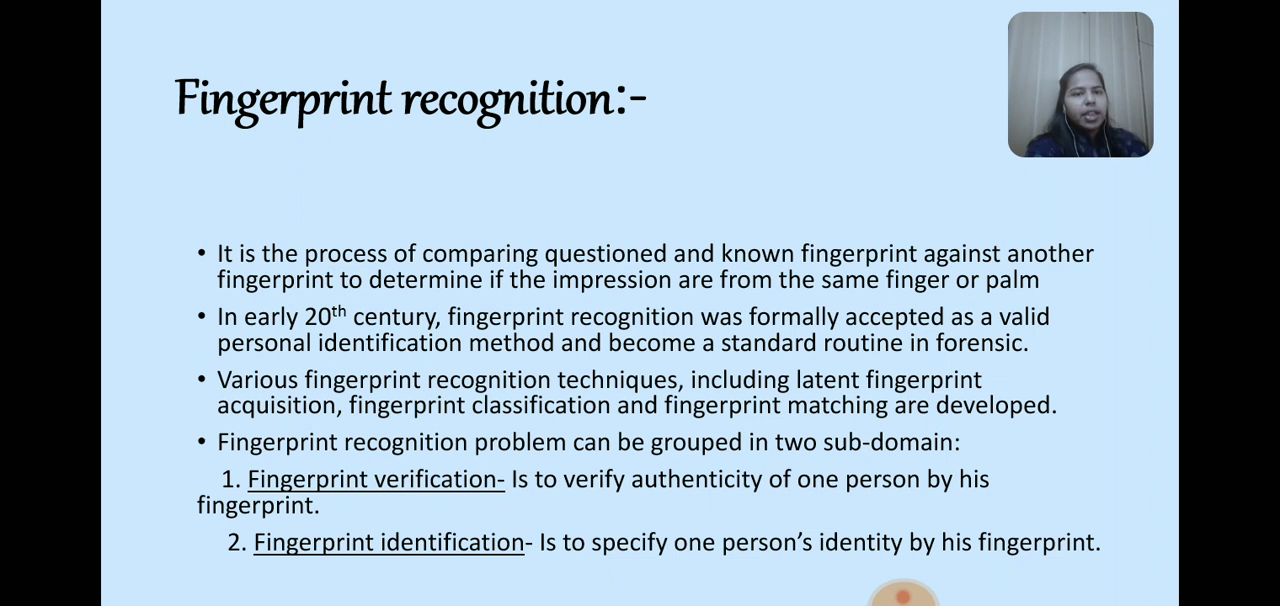 Fingerprint recognition:-
• It is the process of comparing questioned and known fingerprint against another
fingerprint to determine if the impression are from the same finger or palm
• In early 20th century, fingerprint recognition was formally accepted as a valid
personal identification method and become a standard routine in forensic.
• Various fingerprint recognition techniques, including latent fingerprint
acquisition, fingerprint classification and fingerprint matching are developed.
• Fingerprint recognition problem can be grouped in two sub-domain:
1. Fingerprint verification- Is to verify authenticity of one person by his
fingerprint.
2. Fingerprint identification- Is to specify one person’s identity by his fingerprint.